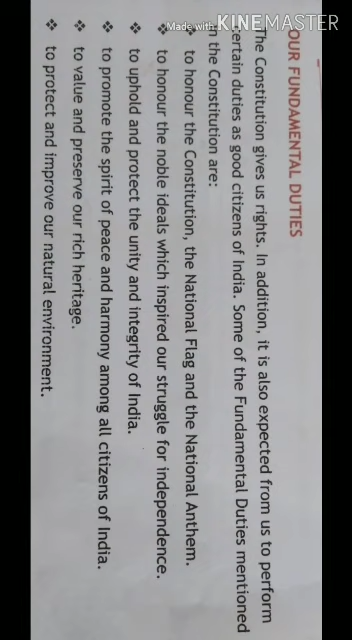 Made with KINEMASTER
OUR FUNDAMENTAL DUTIES
The Constitution gives us rights. In addition, it is also expected from us to perform
certain duties as good citizens of India. Some of the Fundamental Duties mentioned
the Constitution are:
❖ to honour the Constitution, the National Flag and the National Anthem.
❖ to honour the noble ideals which inspired our struggle for independence.
❖ to uphold and protect the unity and integrity of India.
❖ to promote the spirit of peace and harmony among all citizens of India.
❖ to value and preserve our rich heritage.
❖ to protect and improve our natural environment.